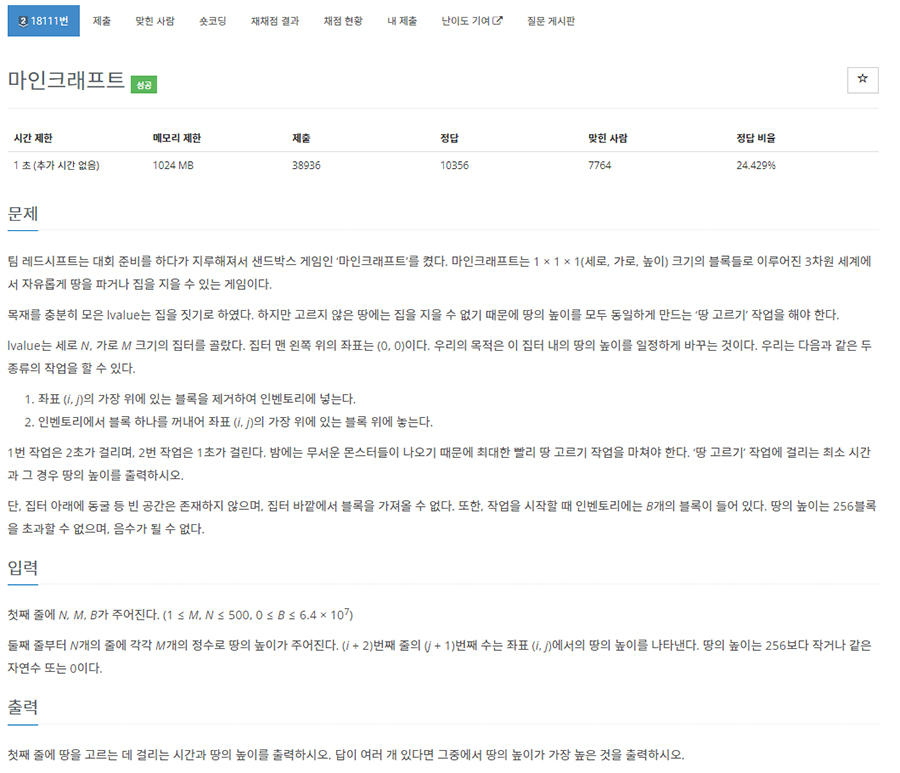 2 18111번 제출 맞힌 사람 숏코딩 재채점 결과 채점 현황 내 제출 난이도 기여 질문 게시판
마인크래프트 성공 ☆
시간 제한 메모리 제한 제출 정답 맞힌 사람 정답 비율
1 초 (추가 시간 없음) 1024 MB 38936 10356 7764 24.429%
문제
팀 레드시프트는 대회 준비를 하다가 지루해져서 샌드박스 게임인 '마인크래프트'를 켰다. 마인크래프트는 1 × 1 × 1(세로, 가로, 높이) 크기의 블록들로 이루어진 3차원 세계에
서 자유롭게 땅을 파거나 집을 지을 수 있는 게임이다.
목재를 충분히 모은 lvalue는 집을 짓기로 하였다. 하지만 고르지 않은 땅에는 집을 지을 수 없기 때문에 땅의 높이를 모두 동일하게 만드는 '땅 고르기' 작업을 해야 한다.
lvalue는 세로 N, 가로 M 크기의 집터를 골랐다. 집터 맨 왼쪽 위의 좌표는 (0, 0)이다. 우리의 목적은 이 집터 내의 땅의 높이를 일정하게 바꾸는 것이다. 우리는 다음과 같은 두
종류의 작업을 할 수 있다.
1. 좌표 (i, j)의 가장 위에 있는 블록을 제거하여 인벤토리에 넣는다.
2. 인벤토리에서 블록 하나를 꺼내어 좌표 (i, j)의 가장 위에 있는 블록 위에 놓는다.
1번 작업은 2초가 걸리며, 2번 작업은 1초가 걸린다. 밤에는 무서운 몬스터들이 나오기 때문에 최대한 빨리 땅 고르기 작업을 마쳐야 한다. '땅 고르기' 작업에 걸리는 최소 시간
과 그 경우 땅의 높이를 출력하시오.
단, 집터 아래에 동굴 등 빈 공간은 존재하지 않으며, 집터 바깥에서 블록을 가져올 수 없다. 또한, 작업을 시작할 때 인벤토리에는 B개의 블록이 들어 있다. 땅의 높이는 256블록
을 초과할 수 없으며, 음수가 될 수 없다.
입력
첫째 줄에 N, M, B가 주어진다. (1 ≤ M, N ≤ 500, 0 ≤ B ≤ 6.4 × 10⁷)
둘째 줄부터 N개의 줄에 각각 M개의 정수로 땅의 높이가 주어진다. (i + 2)번째 줄의 (j + 1)번째 수는 좌표 (i, j)에서의 땅의 높이를 나타낸다. 땅의 높이는 256보다 작거나 같은
자연수 또는 0이다.
출력
첫째 줄에 땅을 고르는 데 걸리는 시간과 땅의 높이를 출력하시오. 답이 여러 개 있다면 그중에서 땅의 높이가 가장 높은 것을 출력하시오.